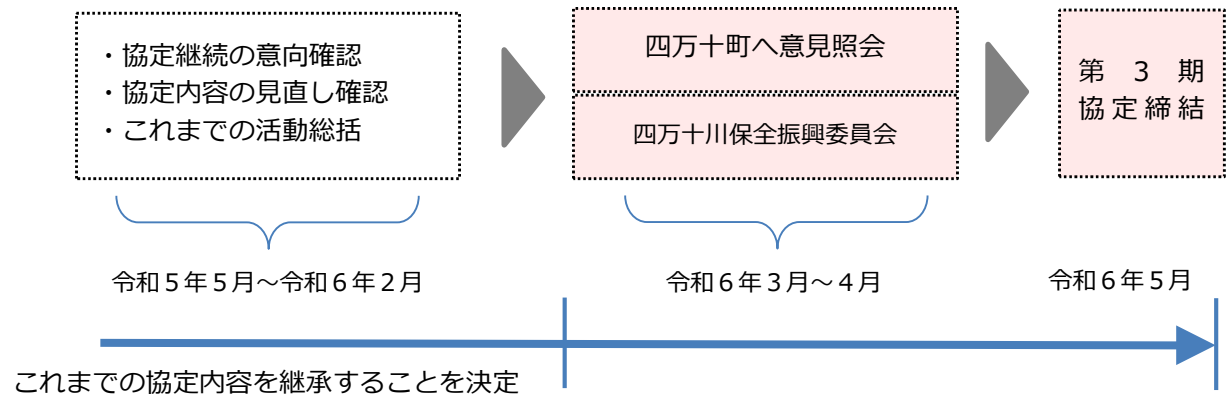 ・協定継続の意向確認
・協定内容の見直し確認
・これまでの活動総括
四万十町へ意見照会
四万十川保全振興委員会
第3期
協定締結
令和５年５月～令和６年２月
令和６年３月～４月
令和６年５月
これまでの協定内容を継承することを決定